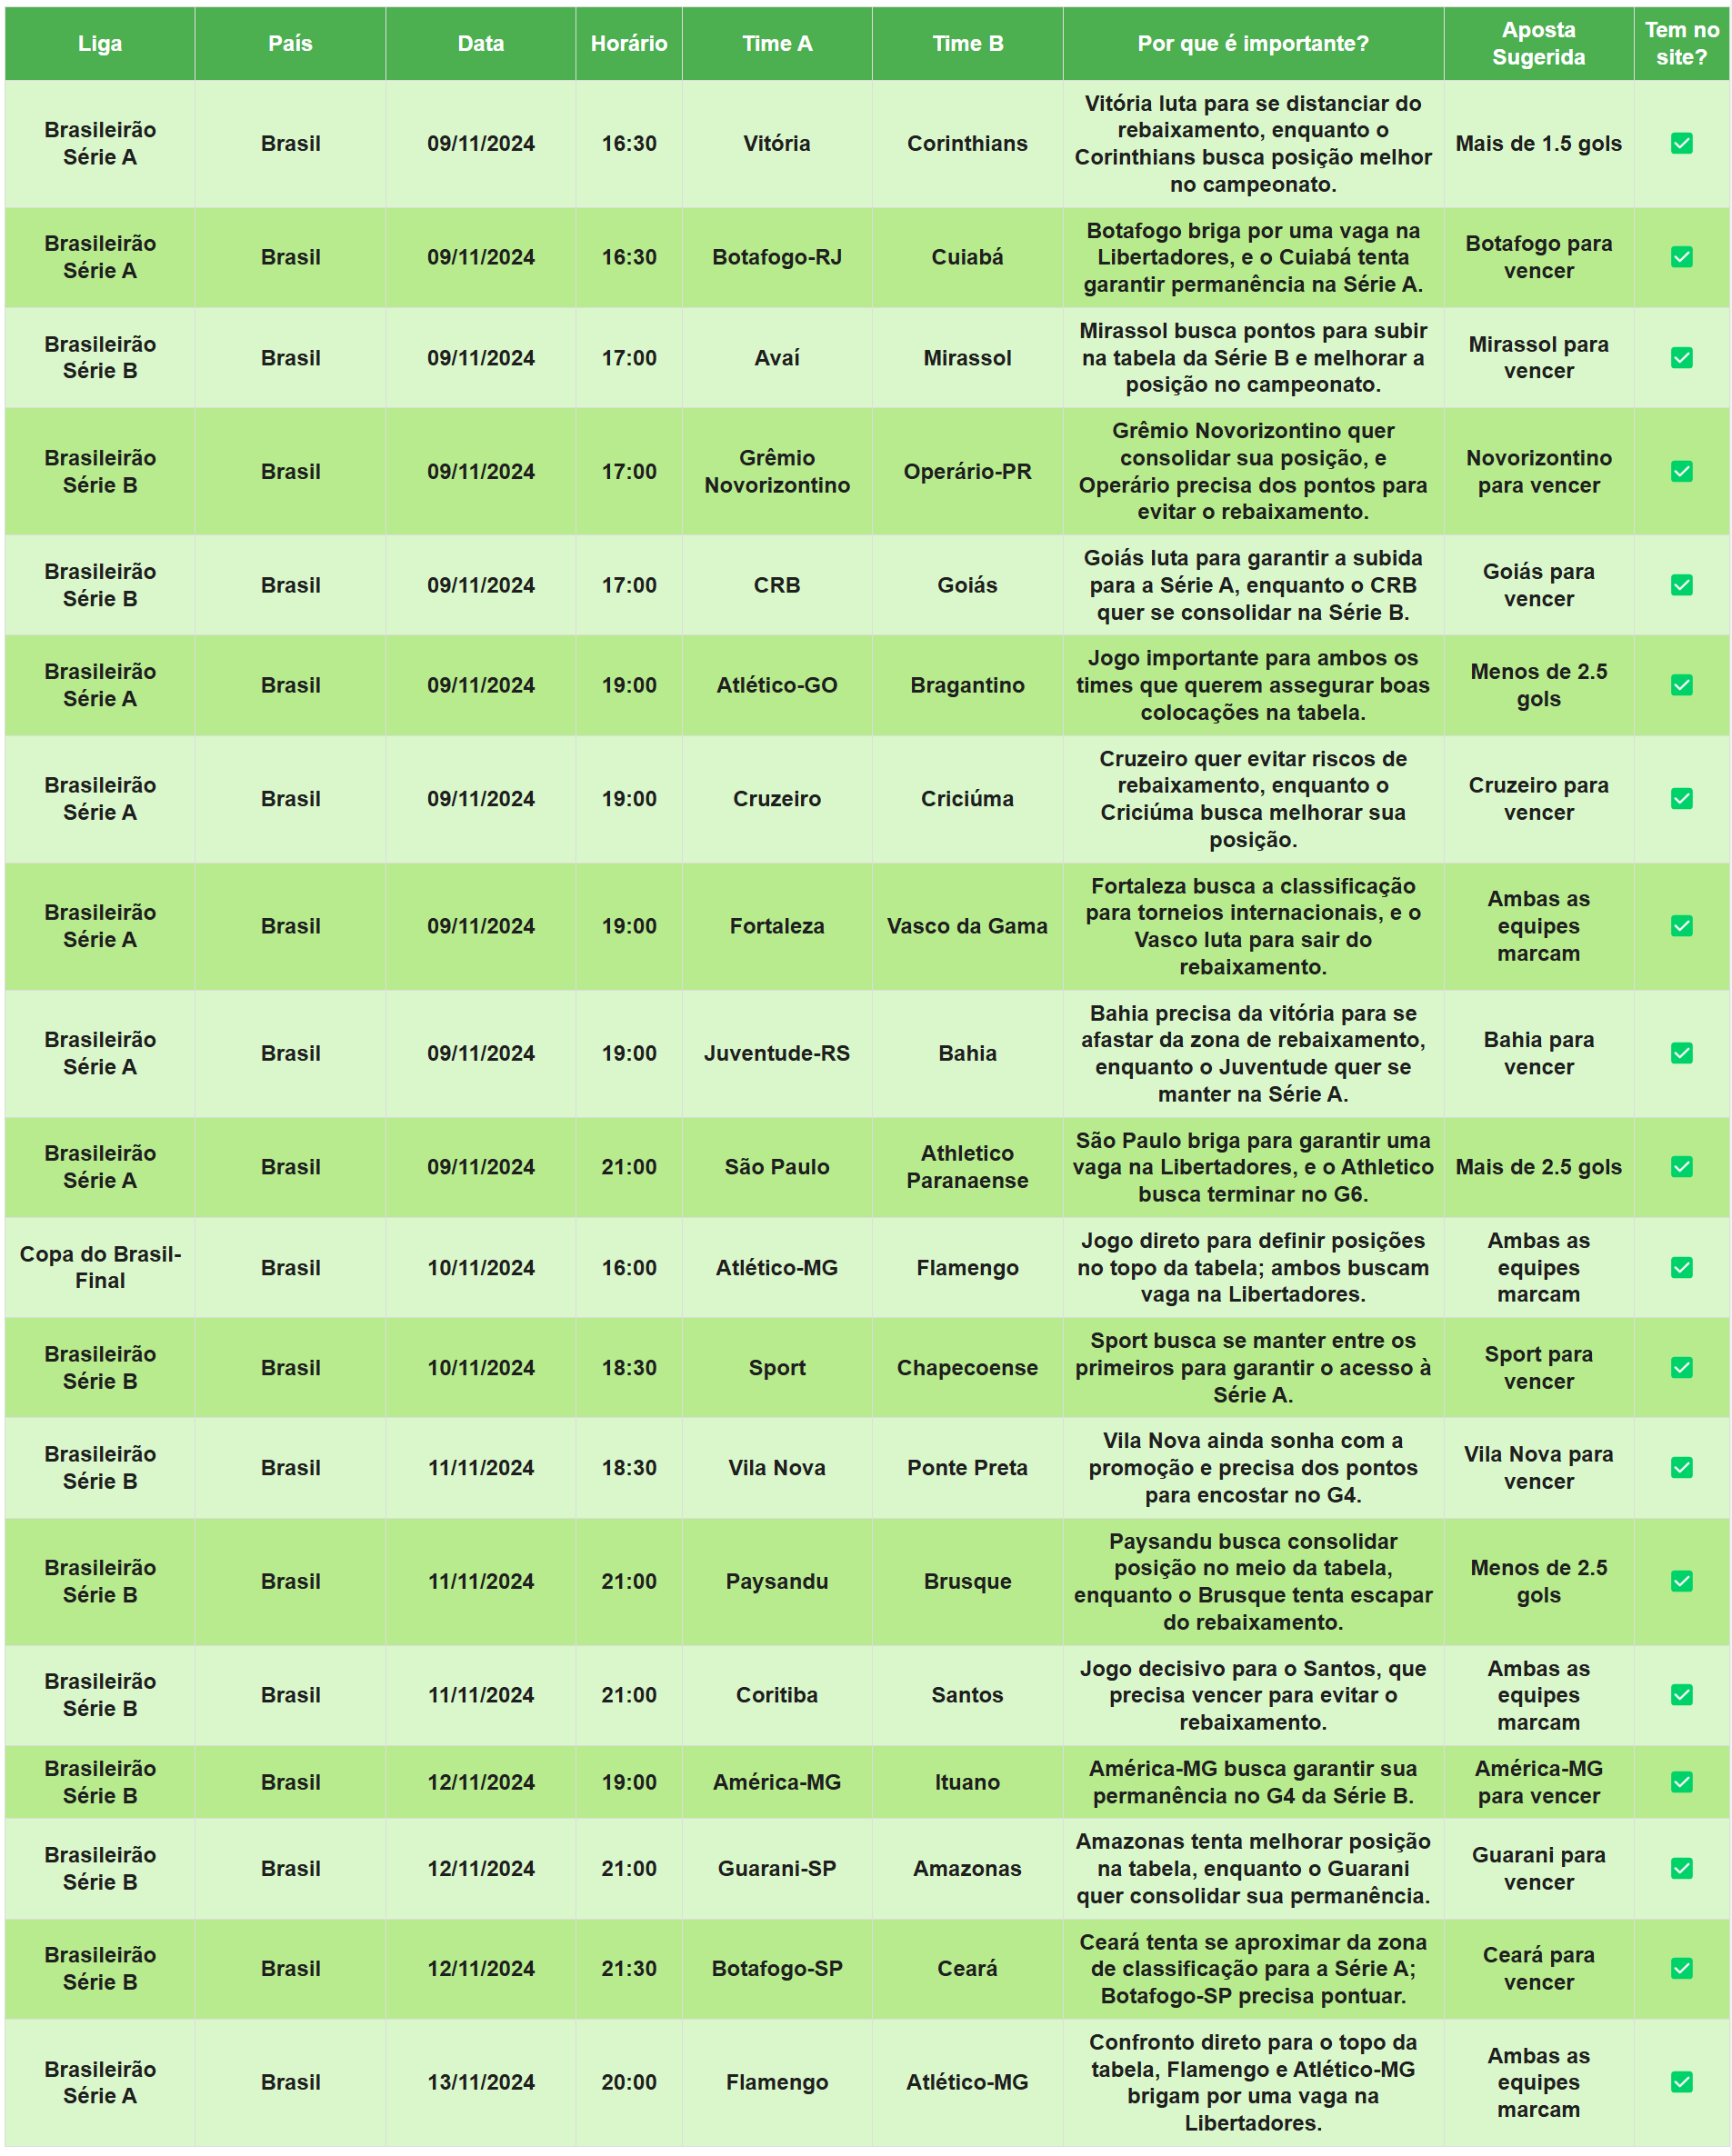 Liga País Data Horário Time A Time B Por que é importante? Aposta Sugerida Tem no site?
Brasileirão Série A Brasil 09/11/2024 16:30 Vitória Corinthians Vitória luta para se distanciar do rebaixamento, enquanto o Corinthians busca posição melhor no campeonato. Mais de 1.5 gols
Brasileirão Série A Brasil 09/11/2024 16:30 Botafogo-RJ Cuiabá Botafogo briga por uma vaga na Libertadores, e o Cuiabá tenta garantir permanência na Série A. Botafogo para vencer
Brasileirão Série B Brasil 09/11/2024 17:00 Avaí Mirassol Mirassol busca pontos para subir na tabela da Série B e melhorar a posição no campeonato. Mirassol para vencer
Brasileirão Série B Brasil 09/11/2024 17:00 Grêmio Novorizontino Operário-PR Grêmio Novorizontino quer consolidar sua posição, e Operário precisa dos pontos para evitar o rebaixamento. Novorizontino para vencer
Brasileirão Série B Brasil 09/11/2024 17:00 CRB Goiás Goiás luta para garantir a subida para a Série A, enquanto o CRB quer se consolidar na Série B. Goiás para vencer
Brasileirão Série A Brasil 09/11/2024 19:00 Atlético-GO Bragantino Jogo importante para ambos os times que querem assegurar boas colocações na tabela. Menos de 2.5 gols
Brasileirão Série A Brasil 09/11/2024 19:00 Cruzeiro Criciúma Cruzeiro quer evitar riscos de rebaixamento, enquanto o Criciúma busca melhorar sua posição. Cruzeiro para vencer
Brasileirão Série A Brasil 09/11/2024 19:00 Fortaleza Vasco da Gama Fortaleza busca a classificação para torneios internacionais, e o Vasco luta para sair do rebaixamento. Ambas as equipes marcam
Brasileirão Série A Brasil 09/11/2024 19:00 Juventude-RS Bahia Bahia precisa da vitória para se afastar da zona de rebaixamento, enquanto o Juventude quer se manter na Série A. Bahia para vencer
Brasileirão Série A Brasil 09/11/2024 21:00 São Paulo Athletico Paranaense São Paulo briga para garantir uma vaga na Libertadores, e o Athletico busca terminar no G6. Mais de 2.5 gols
Copa do Brasil-Final Brasil 10/11/2024 16:00 Atlético-MG Flamengo Jogo direto para definir posições no topo da tabela; ambos buscam vaga na Libertadores. Ambas as equipes marcam
Brasileirão Série B Brasil 10/11/2024 18:30 Sport Chapecoense Sport busca se manter entre os primeiros para garantir o acesso à Série A. Sport para vencer
Brasileirão Série B Brasil 11/11/2024 18:30 Vila Nova Ponte Preta Vila Nova ainda sonha com a promoção e precisa dos pontos para encostar no G4. Vila Nova para vencer
Brasileirão Série B Brasil 11/11/2024 21:00 Paysandu Brusque Paysandu busca consolidar posição no meio da tabela, enquanto o Brusque tenta escapar do rebaixamento. Menos de 2.5 gols
Brasileirão Série B Brasil 11/11/2024 21:00 Coritiba Santos Jogo decisivo para o Santos, que precisa vencer para evitar o rebaixamento. Ambas as equipes marcam
Brasileirão Série B Brasil 12/11/2024 19:00 América-MG Ituano América-MG busca garantir sua permanência no G4 da Série B. América-MG para vencer
Brasileirão Série B Brasil 12/11/2024 21:00 Guarani-SP Amazonas Amazonas tenta melhorar posição na tabela, enquanto o Guarani quer consolidar sua permanência. Guarani para vencer
Brasileirão Série B Brasil 12/11/2024 21:30 Botafogo-SP Ceará Ceará tenta se aproximar da zona de classificação para a Série A; Botafogo-SP precisa pontuar. Ceará para vencer
Brasileirão Série A Brasil 13/11/2024 20:00 Flamengo Atlético-MG Confronto direto para o topo da tabela, Flamengo e Atlético-MG brigam por uma vaga na Libertadores. Ambas as equipes marcam